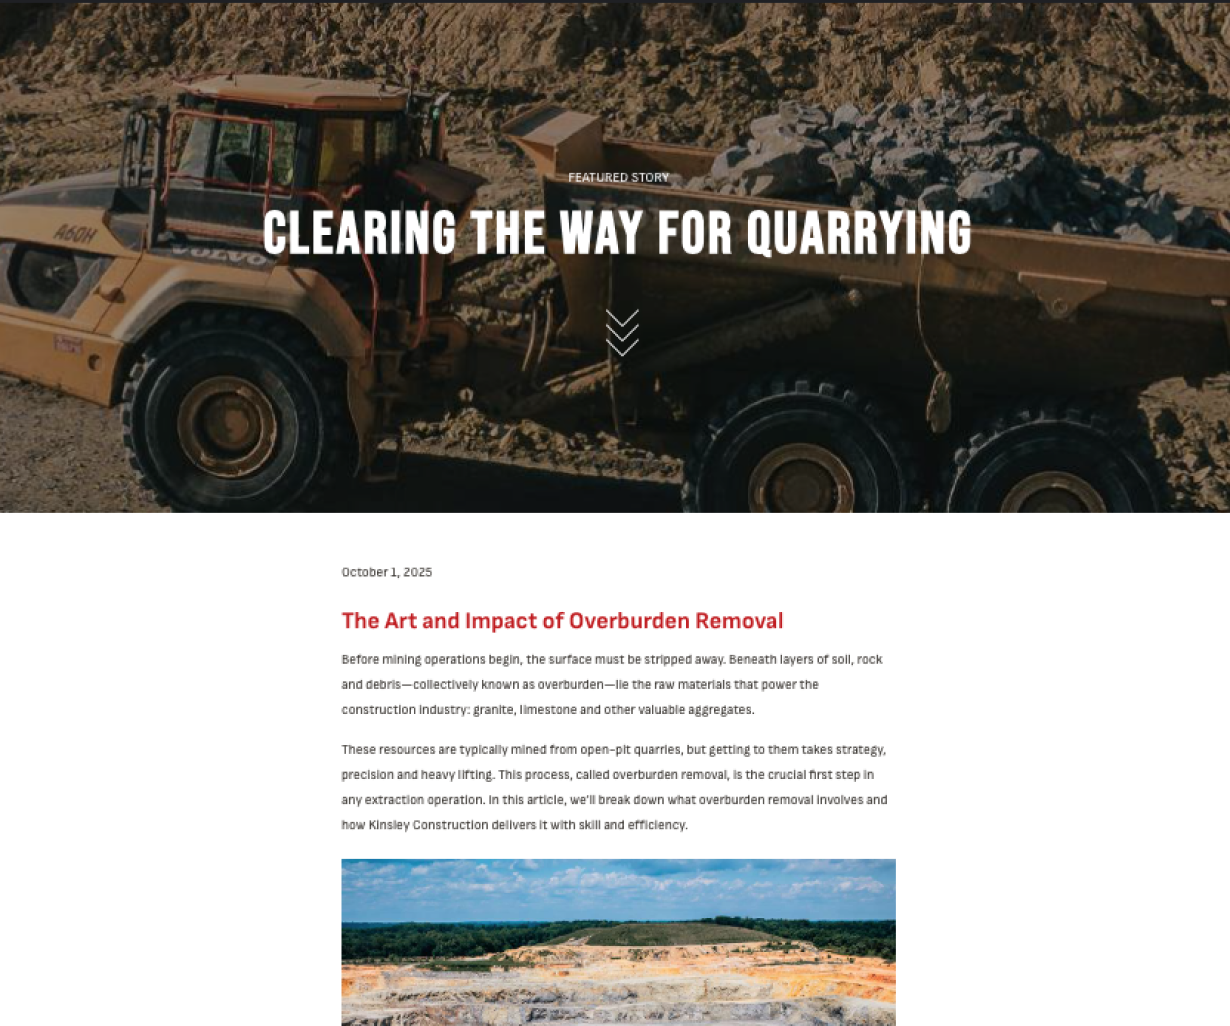 FEATURED STORY
CLEARING THE WAY FOR QUARRYING
A60H
VOLVO
October 1, 2025
The Art and Impact of Overburden Removal
Before mining operations begin, the surface must be stripped away. Beneath layers of soil, rock
and debris—collectively known as overburden—lie the raw materials that power the
construction industry: granite, limestone and other valuable aggregates.
These resources are typically mined from open-pit quarries, but getting to them takes strategy,
precision and heavy lifting. This process, called overburden removal, is the crucial first step in
any extraction operation. In this article, we'll break down what overburden removal involves and
how Kinsley Construction delivers it with skill and efficiency.